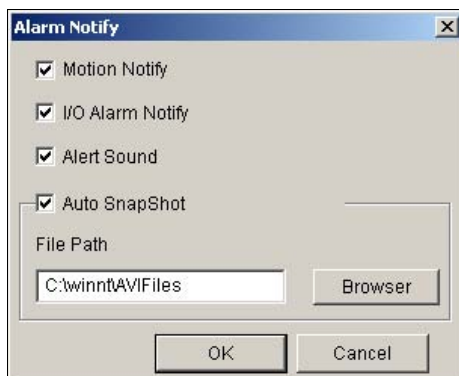 Alarm Notify
Motion Notify
I/O Alarm Notify
Alert Sound
Auto SnapShot
File Path
C:\winnt\AVIFiles
Browser
OK
Cancel